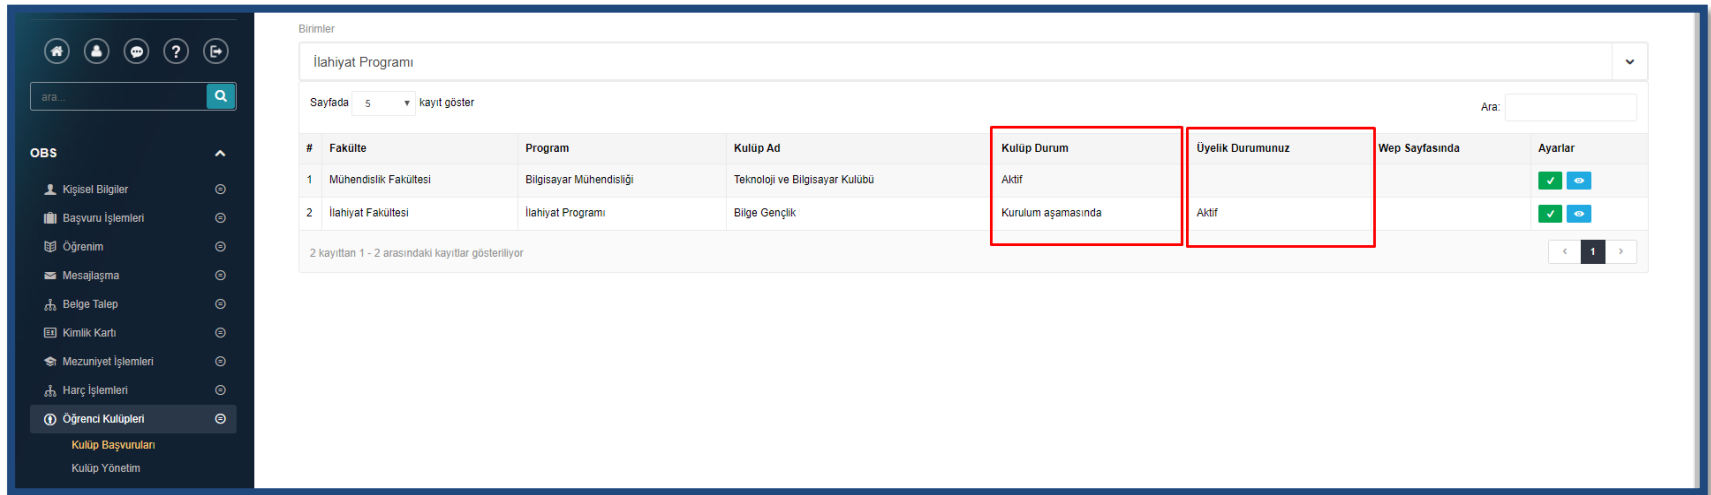 ara...
OBS
Kişisel Bilgiler
Başvuru İşlemleri
Öğrenim
Mesajlaşma
Belge Talep
Kimlik Kartı
Mezuniyet İşlemleri
Harç İşlemleri
Öğrenci Kulüpleri
Kulüp Başvuruları
Kulüp Yönetim
Birimler
İlahiyat Programı
Sayfada 5 kayıt göster
Ara:
# Fakülte Program Kulüp Ad Kulüp Durum Üyelik Durumunuz Wep Sayfasında Ayarlar
1 Mühendislik Fakültesi Bilgisayar Mühendisliği Teknoloji ve Bilgisayar Kulübü Aktif
2 İlahiyat Fakültesi İlahiyat Programı Bilge Gençlik Kurulum aşamasında Aktif
2 kayıttan 1 - 2 arasındaki kayıtlar gösteriliyor
1